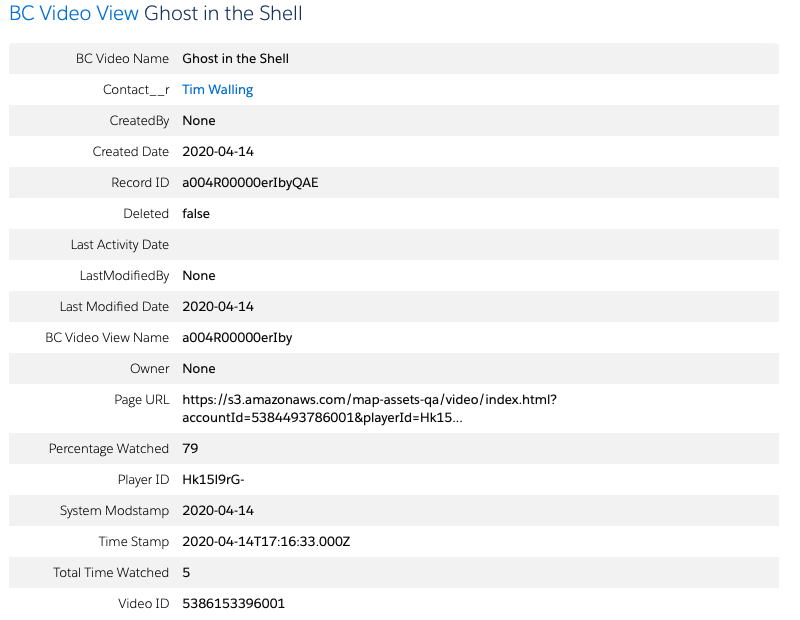 BC Video View Ghost in the Shell
BC Video Name Ghost in the Shell
Contact__r Tim Walling
CreatedBy None
Created Date 2020-04-14
Record ID a004R00000erIbyQAE
Deleted false
Last Activity Date
LastModifiedBy None
Last Modified Date 2020-04-14
BC Video View Name a004R00000erIby
Owner None
Page URL https://s3.amazonaws.com/map-assets-qa/video/index.html?
accountId=5384493786001&playerId=Hk15...
Percentage Watched 79
Player ID Hk15I9rG-
System Modstamp 2020-04-14
Time Stamp 2020-04-14T17:16:33.000Z
Total Time Watched 5
Video ID 5386153396001